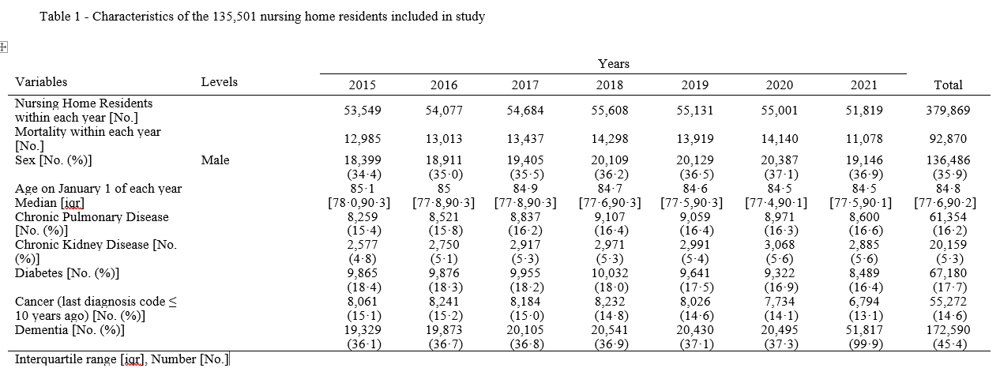 Table 1 - Characteristics of the 135,501 nursing home residents included in study
Years
Variables Levels 2015 2016 2017 2018 2019 2020 2021 Total
Nursing Home Residents
within each year [No.] 53,549 54,077 54,684 55,608 55,131 55,001 51,819 379,869
Mortality within each year
[No.] 12,985 13,013 13,437 14,298 13,919 14,140 11,078 92,870
Sex [No. (%)] Male 18,399 18,911 19,405 20,109 20,129 20,387 19,146 136,486
(34·4) (35·0) (35·5) (36·2) (36·5) (37·1) (36·9) (35·9)
Age on January 1 of each year 85·1 85 84·9 84·7 84·6 84·5 84·5 84·8
Median [iqr] [78·0,90·3] [77·8,90·3] [77·8,90·3] [77·6,90·3] [77·5,90·3] [77·4,90·1] [77·5,90·1] [77·6,90·2]
Chronic Pulmonary Disease 8,259 8,521 8,837 9,107 9,059 8,971 8,600 61,354
[No. (%)] (15·4) (15·8) (16·2) (16·4) (16·4) (16·3) (16·6) (16·2)
Chronic Kidney Disease [No. 2,577 2,750 2,917 2,971 2,991 3,068 2,885 20,159
(%)] (4·8) (5·1) (5·3) (5·3) (5·4) (5·6) (5·6) (5·3)
Diabetes [No. (%)] 9,865 9,876 9,955 10,032 9,641 9,322 8,489 67,180
(18·4) (18·3) (18·2) (18·0) (17·5) (16·9) (16·4) (17·7)
Cancer (last diagnosis code ≤ 8,061 8,241 8,184 8,232 8,026 7,734 6,794 55,272
10 years ago) [No. (%)] (15·1) (15·2) (15·0) (14·8) (14·6) (14·1) (13·1) (14·6)
Dementia [No. (%)] 19,329 19,873 20,105 20,541 20,430 20,495 51,817 172,590
(36·1) (36·7) (36·8) (36·9) (37·1) (37·3) (99·9) (45·4)
Interquartile range [iqr], Number [No.]